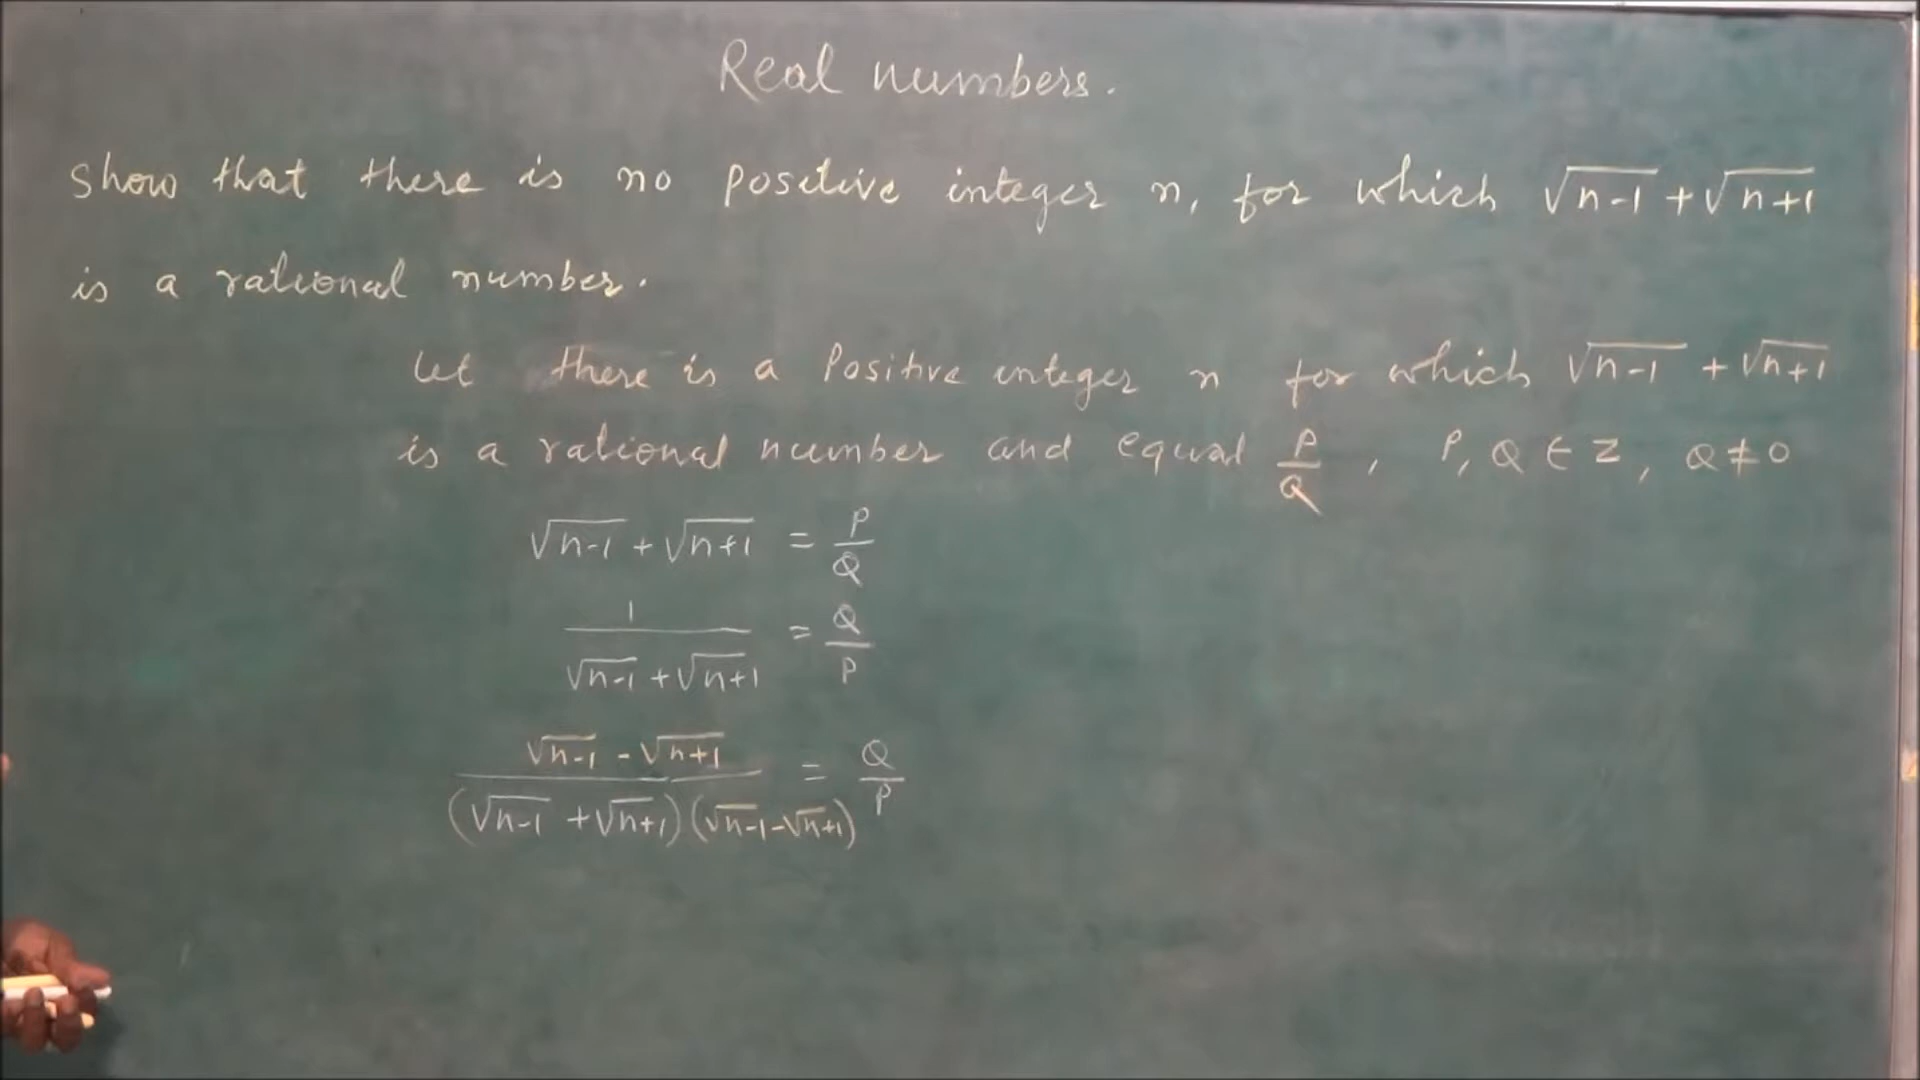 Real numbers.
Show that there is no positive integer n, for which √n-1 + √n+1
is a rational number.
Let there is a Positive integer n for which √n-1 + √n+1
is a rational number and equal P/Q , P, Q ∈ Z, Q ≠ 0
√n-1 + √n+1 = P/Q
1/(√n-1 + √n+1) = Q/P
(√n-1 - √n+1)/((√n-1 + √n+1)(√n-1 - √n+1)) = Q/P